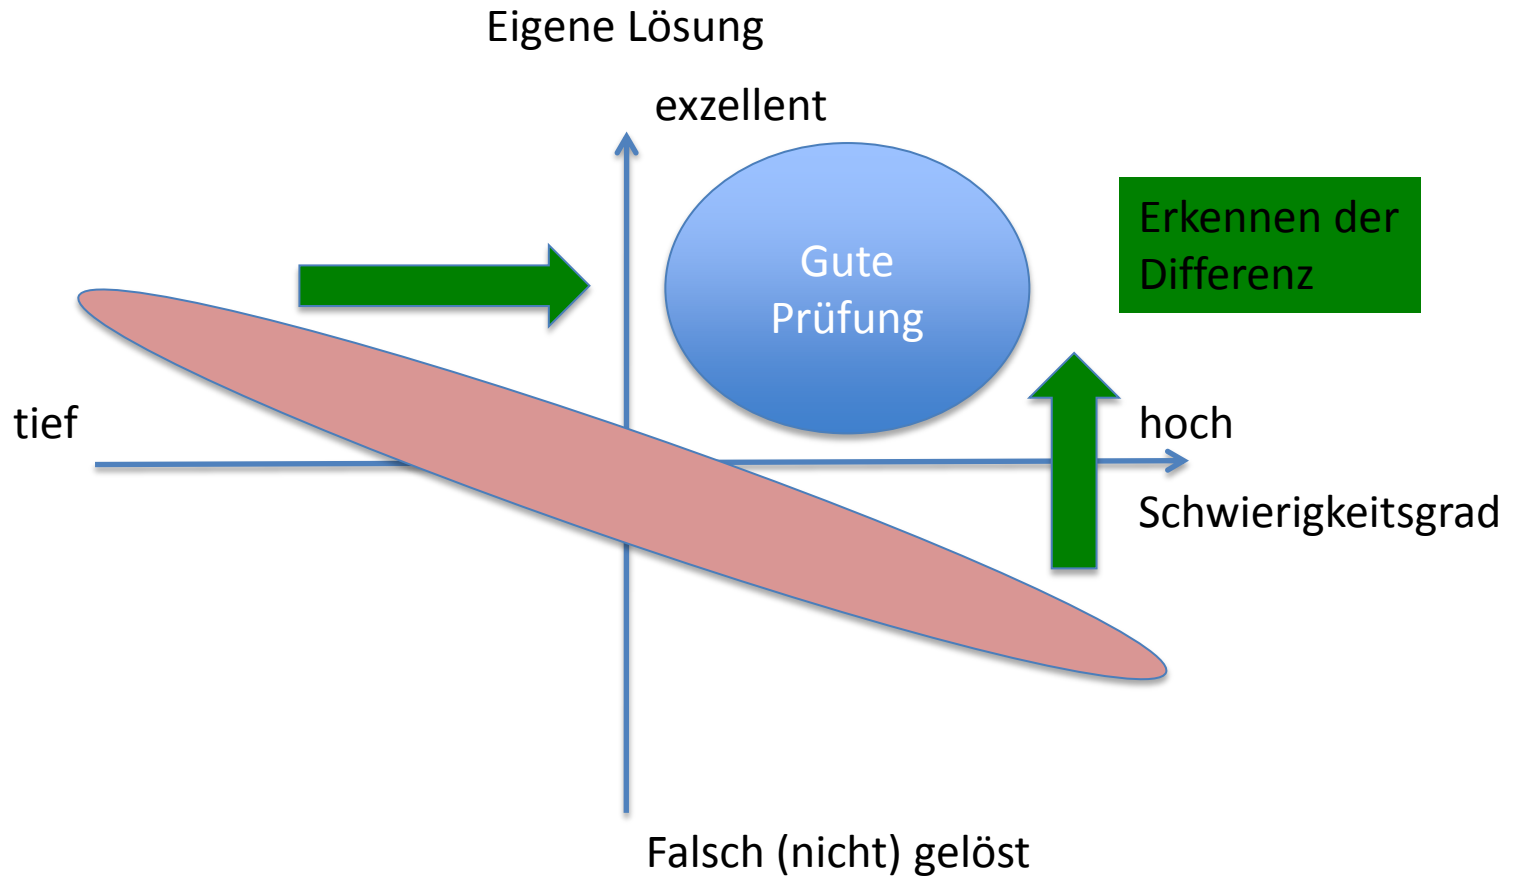 Eigene Lösung
exzellent
Gute
Prüfung
Erkennen der
Differenz
tief
hoch
Schwierigkeitsgrad
Falsch (nicht) gelöst